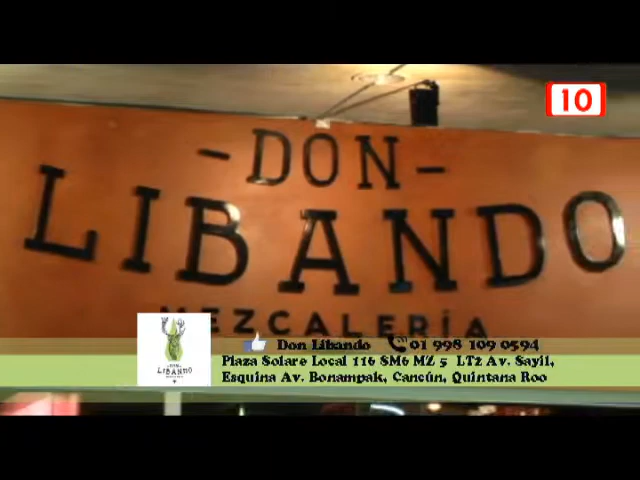 10
-DON-
LIBANDO
MEZCALERÍA
Don Libando 01 998 109 0594
Plaza Solare Local 116 SM6 MZ 5 LT2 Av. Sayil,
Esquina Av. Bonampak, Cancún, Quintana Roo
LIBANDO